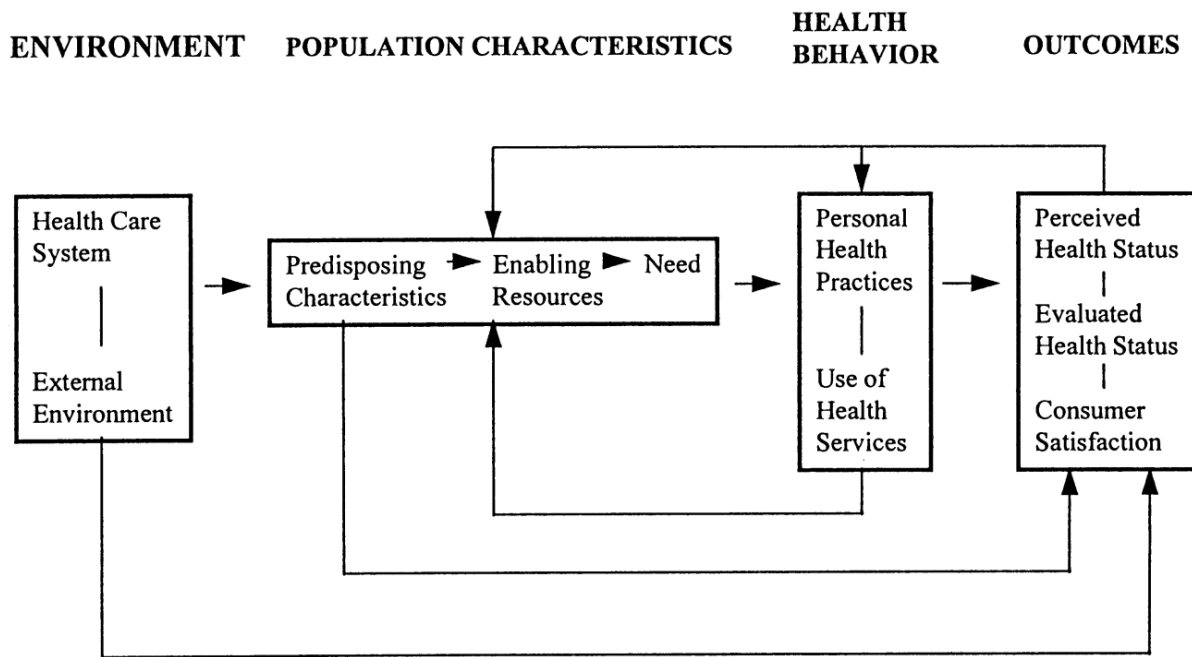 ENVIRONMENT
POPULATION CHARACTERISTICS
HEALTH
BEHAVIOR
OUTCOMES
Health Care
System
External
Environment
Predisposing
Characteristics
Enabling
Resources
Need
Personal
Health
Practices
Use of
Health
Services
Perceived
Health Status
Evaluated
Health Status
Consumer
Satisfaction